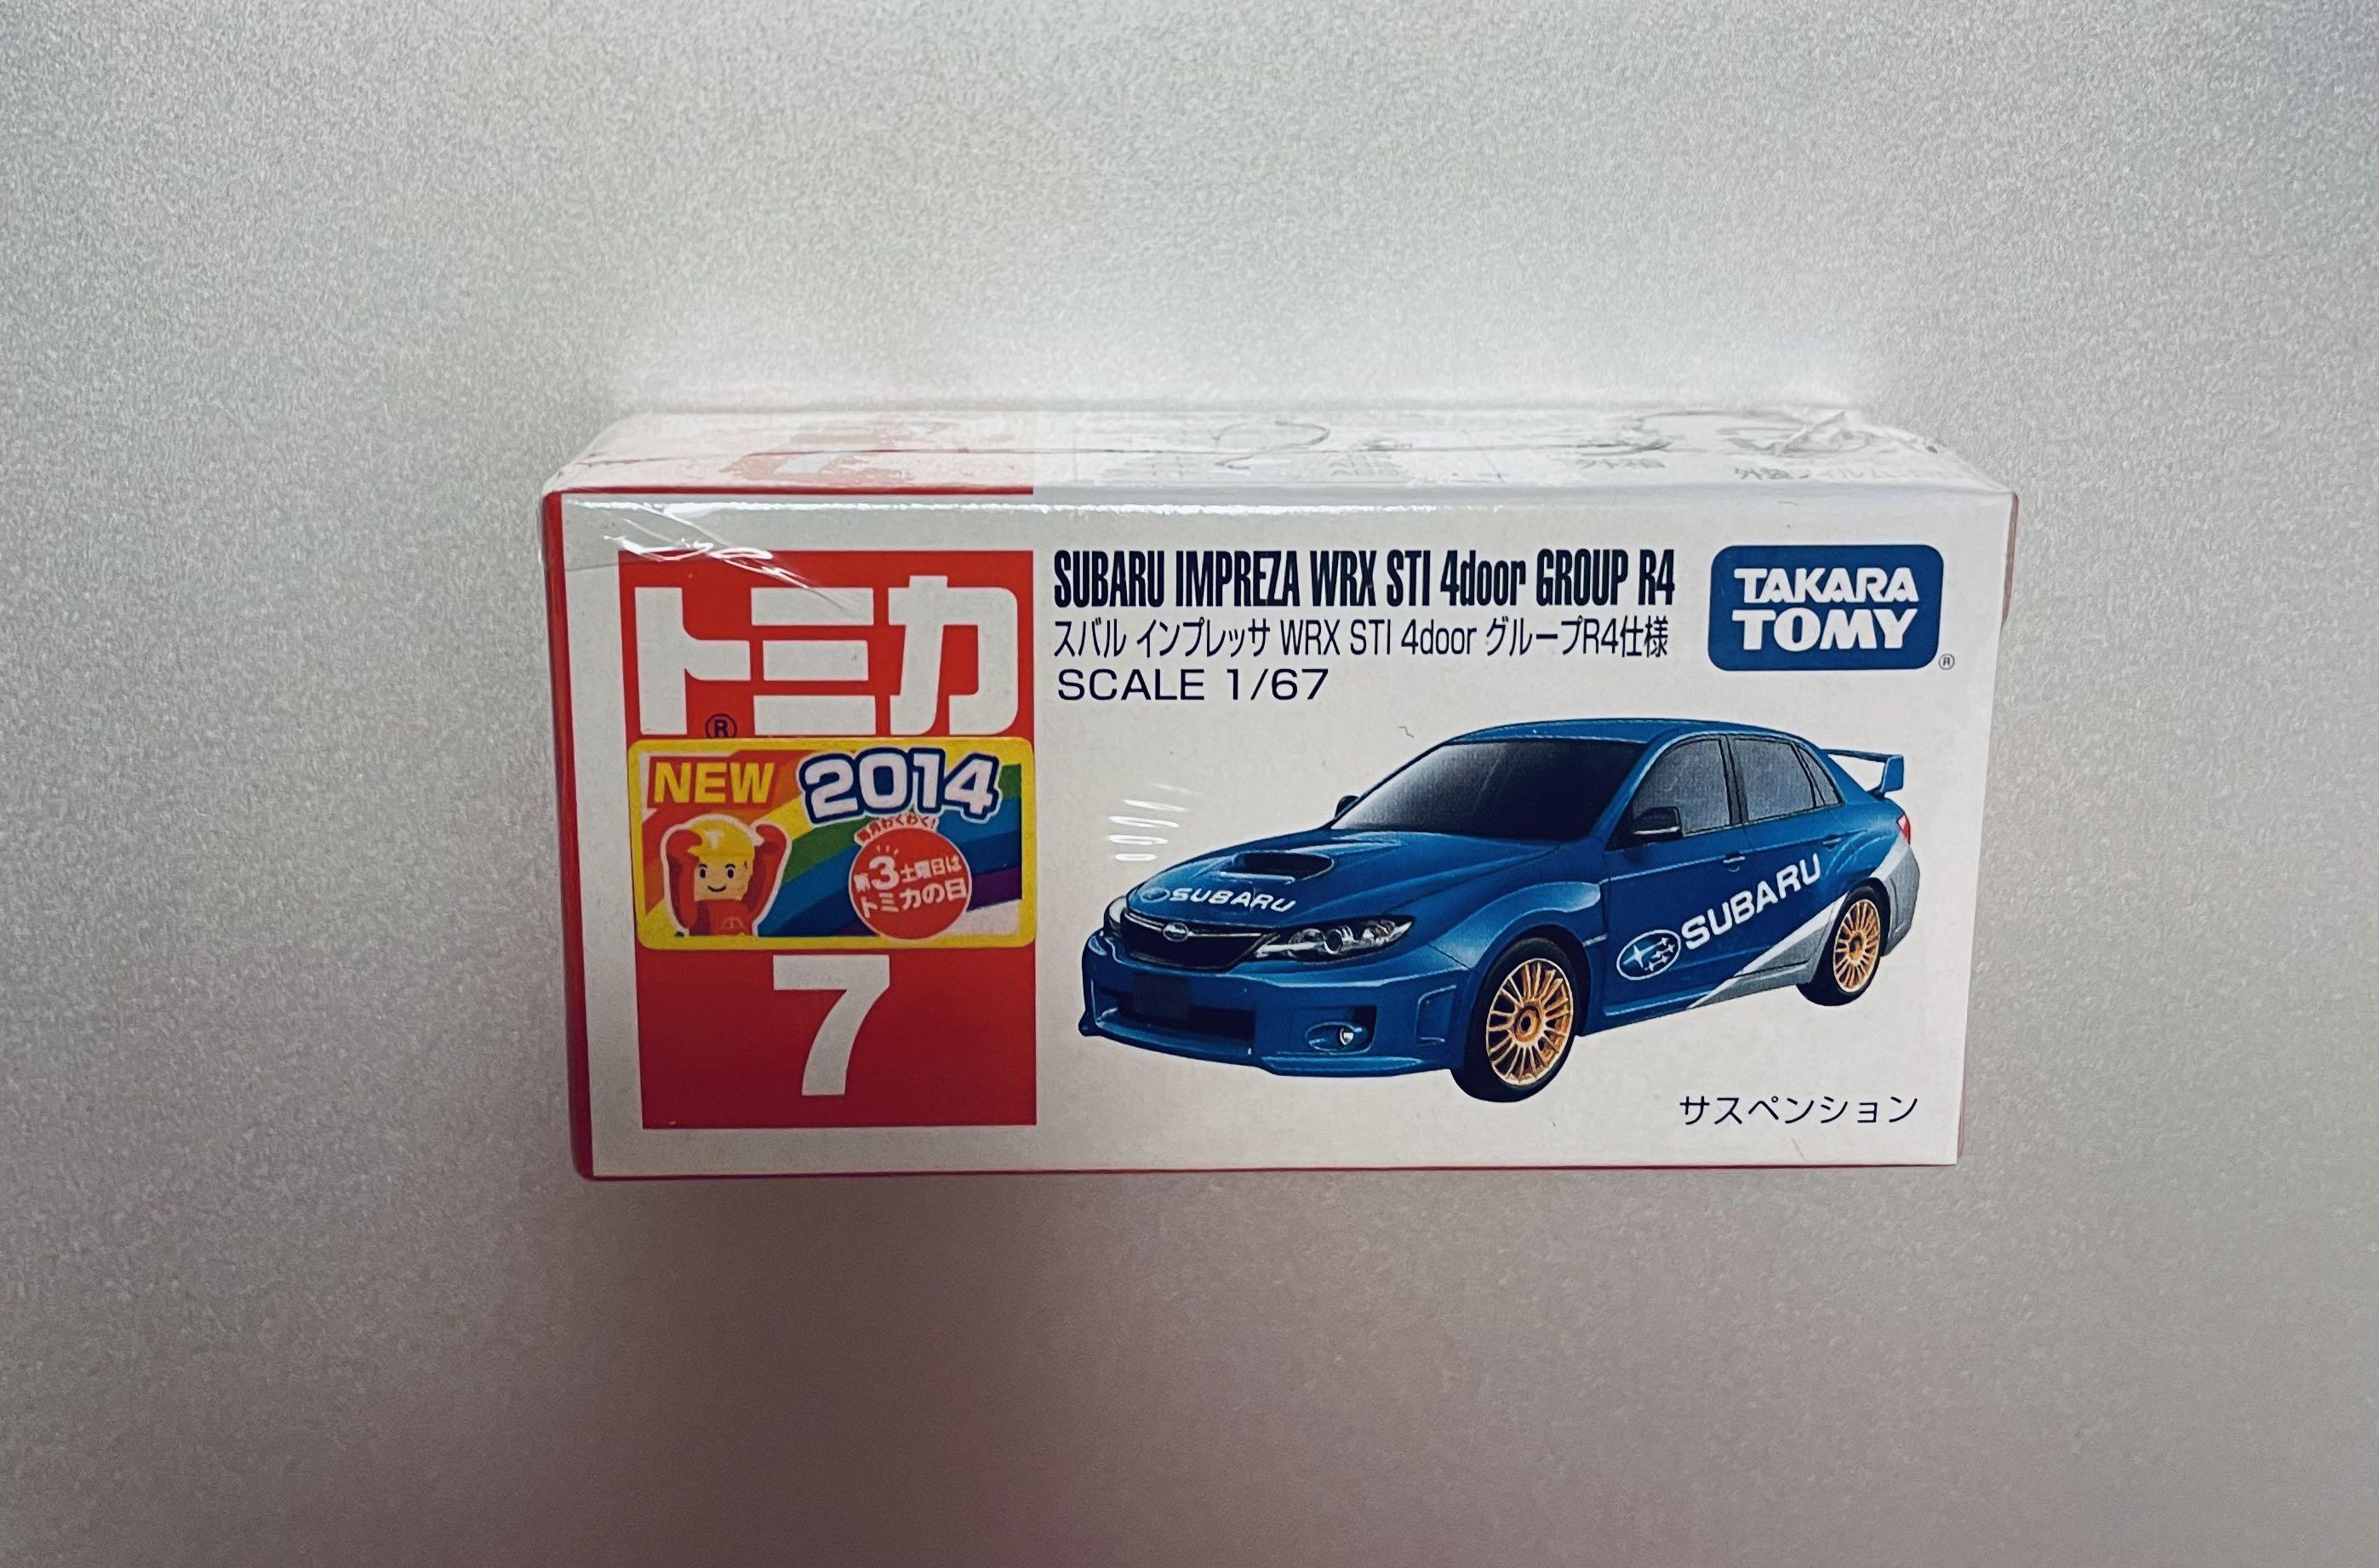 トミカ
®
NEW 2014
毎月わくわく!
第3土曜日は
トミカの日
7
SUBARU IMPREZA WRX STI 4door GROUP R4
スバル インプレッサ WRX STI 4door グループR4仕様
SCALE 1/67
TAKARA
TOMY
®
SUBARU
SUBARU
サスペンション
外箱